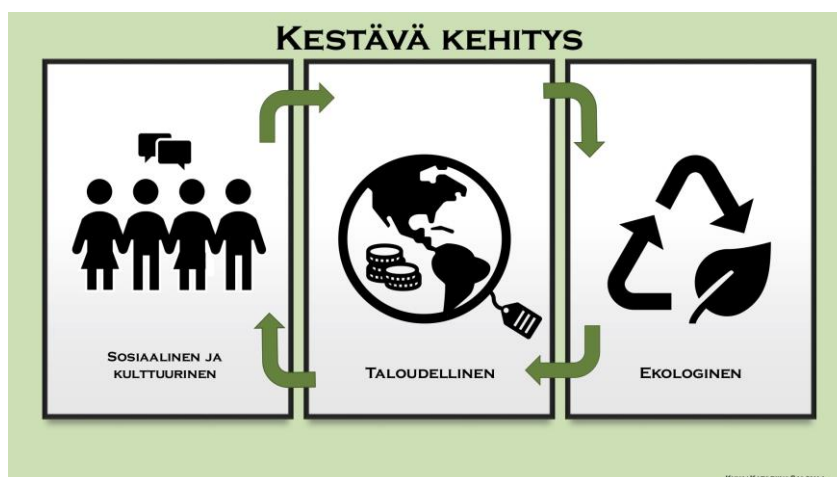 KESTÄVÄ KEHITYS
SOSIAALINEN JA
KULTTUURINEN
TALOUDELLINEN
EKOLOGINEN